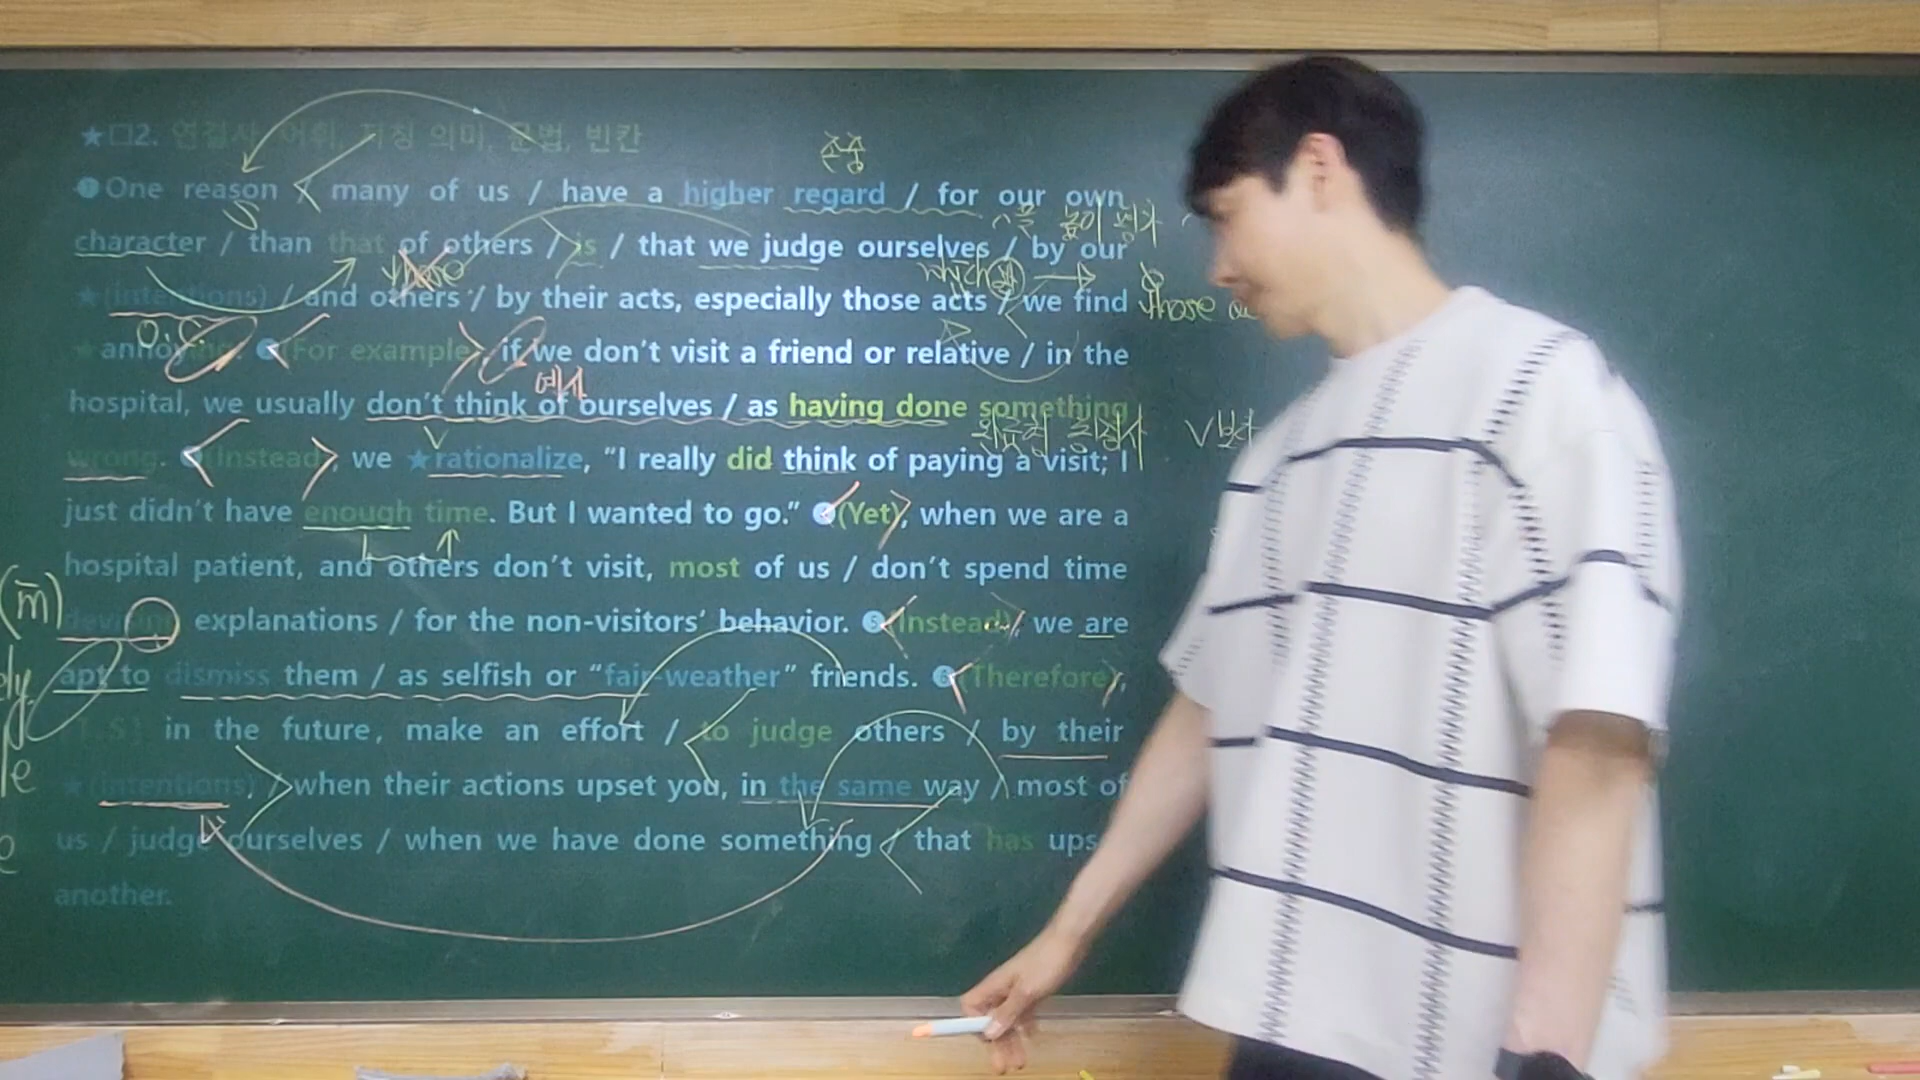 ★□2. 연결사, 어휘, 지칭 의미, 문법, 빈칸
존중
❶One reason / many of us / have a higher regard / for our own
S
character / than that of others / is / that we judge ourselves / by our
those
which
★(intentions) / and others / by their acts, especially those acts / we find
those
★annoying. ❷(For example), if we don't visit a friend or relative / in the
예시
hospital, we usually don't think of ourselves / as having done something
wrong. ❸(Instead), we ★rationalize, "I really did think of paying a visit; I
V
just didn't have enough time. But I wanted to go." ❹(Yet), when we are a
hospital patient, and others don't visit, most of us / don't spend time
devising explanations / for the non-visitors' behavior. ❺(Instead), we are
apt to dismiss them / as selfish or "fair-weather" friends. ❻(Therefore),
[T.S] in the future, make an effort / to judge others / by their
★(intentions) / when their actions upset you, in the same way / most of
us / judge ourselves / when we have done something / that has ups
another.